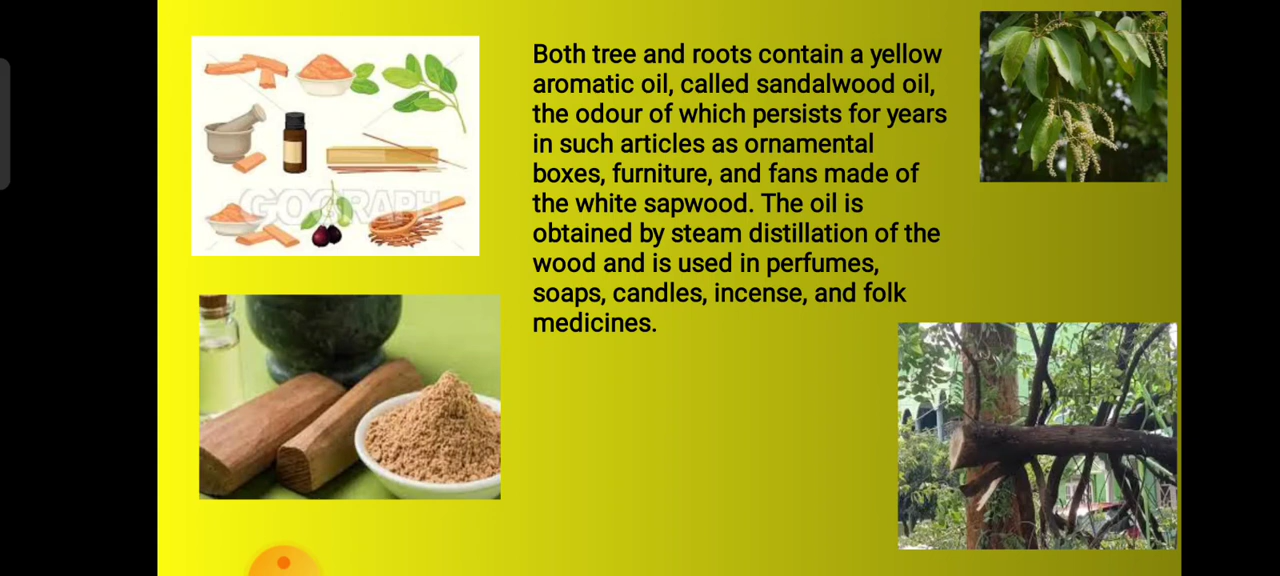 Both tree and roots contain a yellow
aromatic oil, called sandalwood oil,
the odour of which persists for years
in such articles as ornamental
boxes, furniture, and fans made of
the white sapwood. The oil is
obtained by steam distillation of the
wood and is used in perfumes,
soaps, candles, incense, and folk
medicines.
GOGRAPH